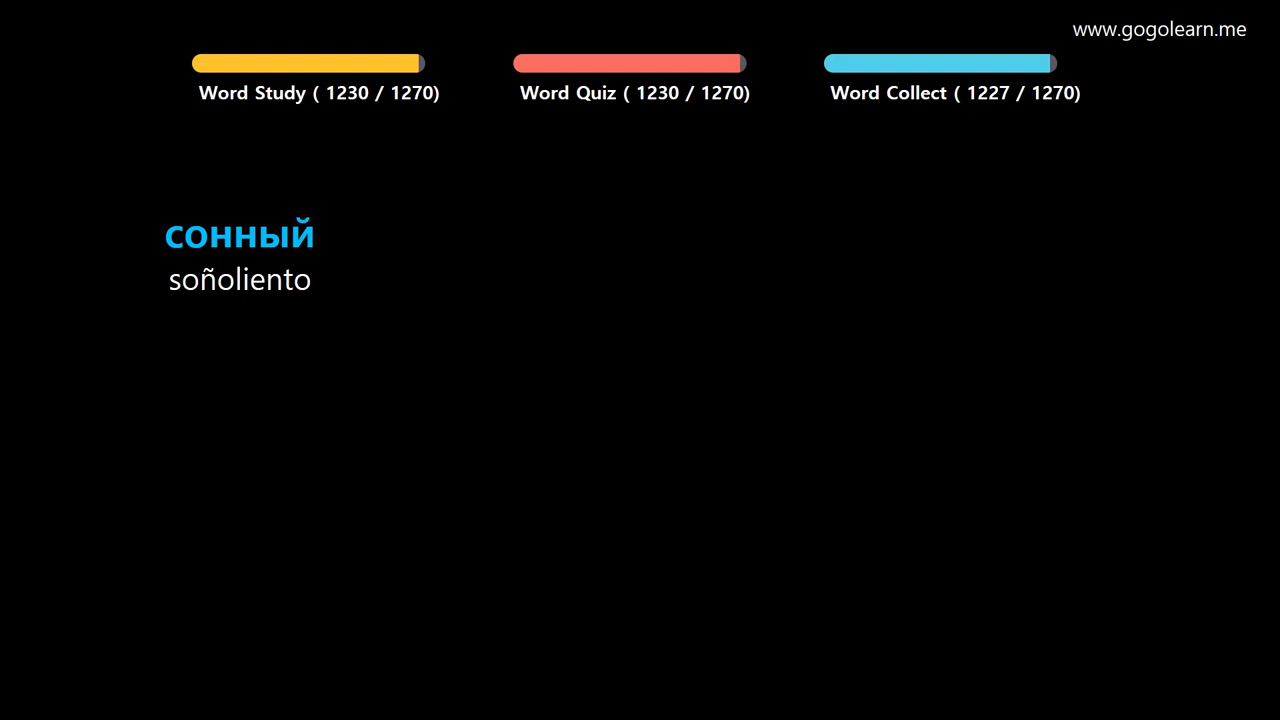 www.gogolearn.me
Word Study ( 1230 / 1270)
Word Quiz ( 1230 / 1270)
Word Collect ( 1227 / 1270)
сонный
soñoliento